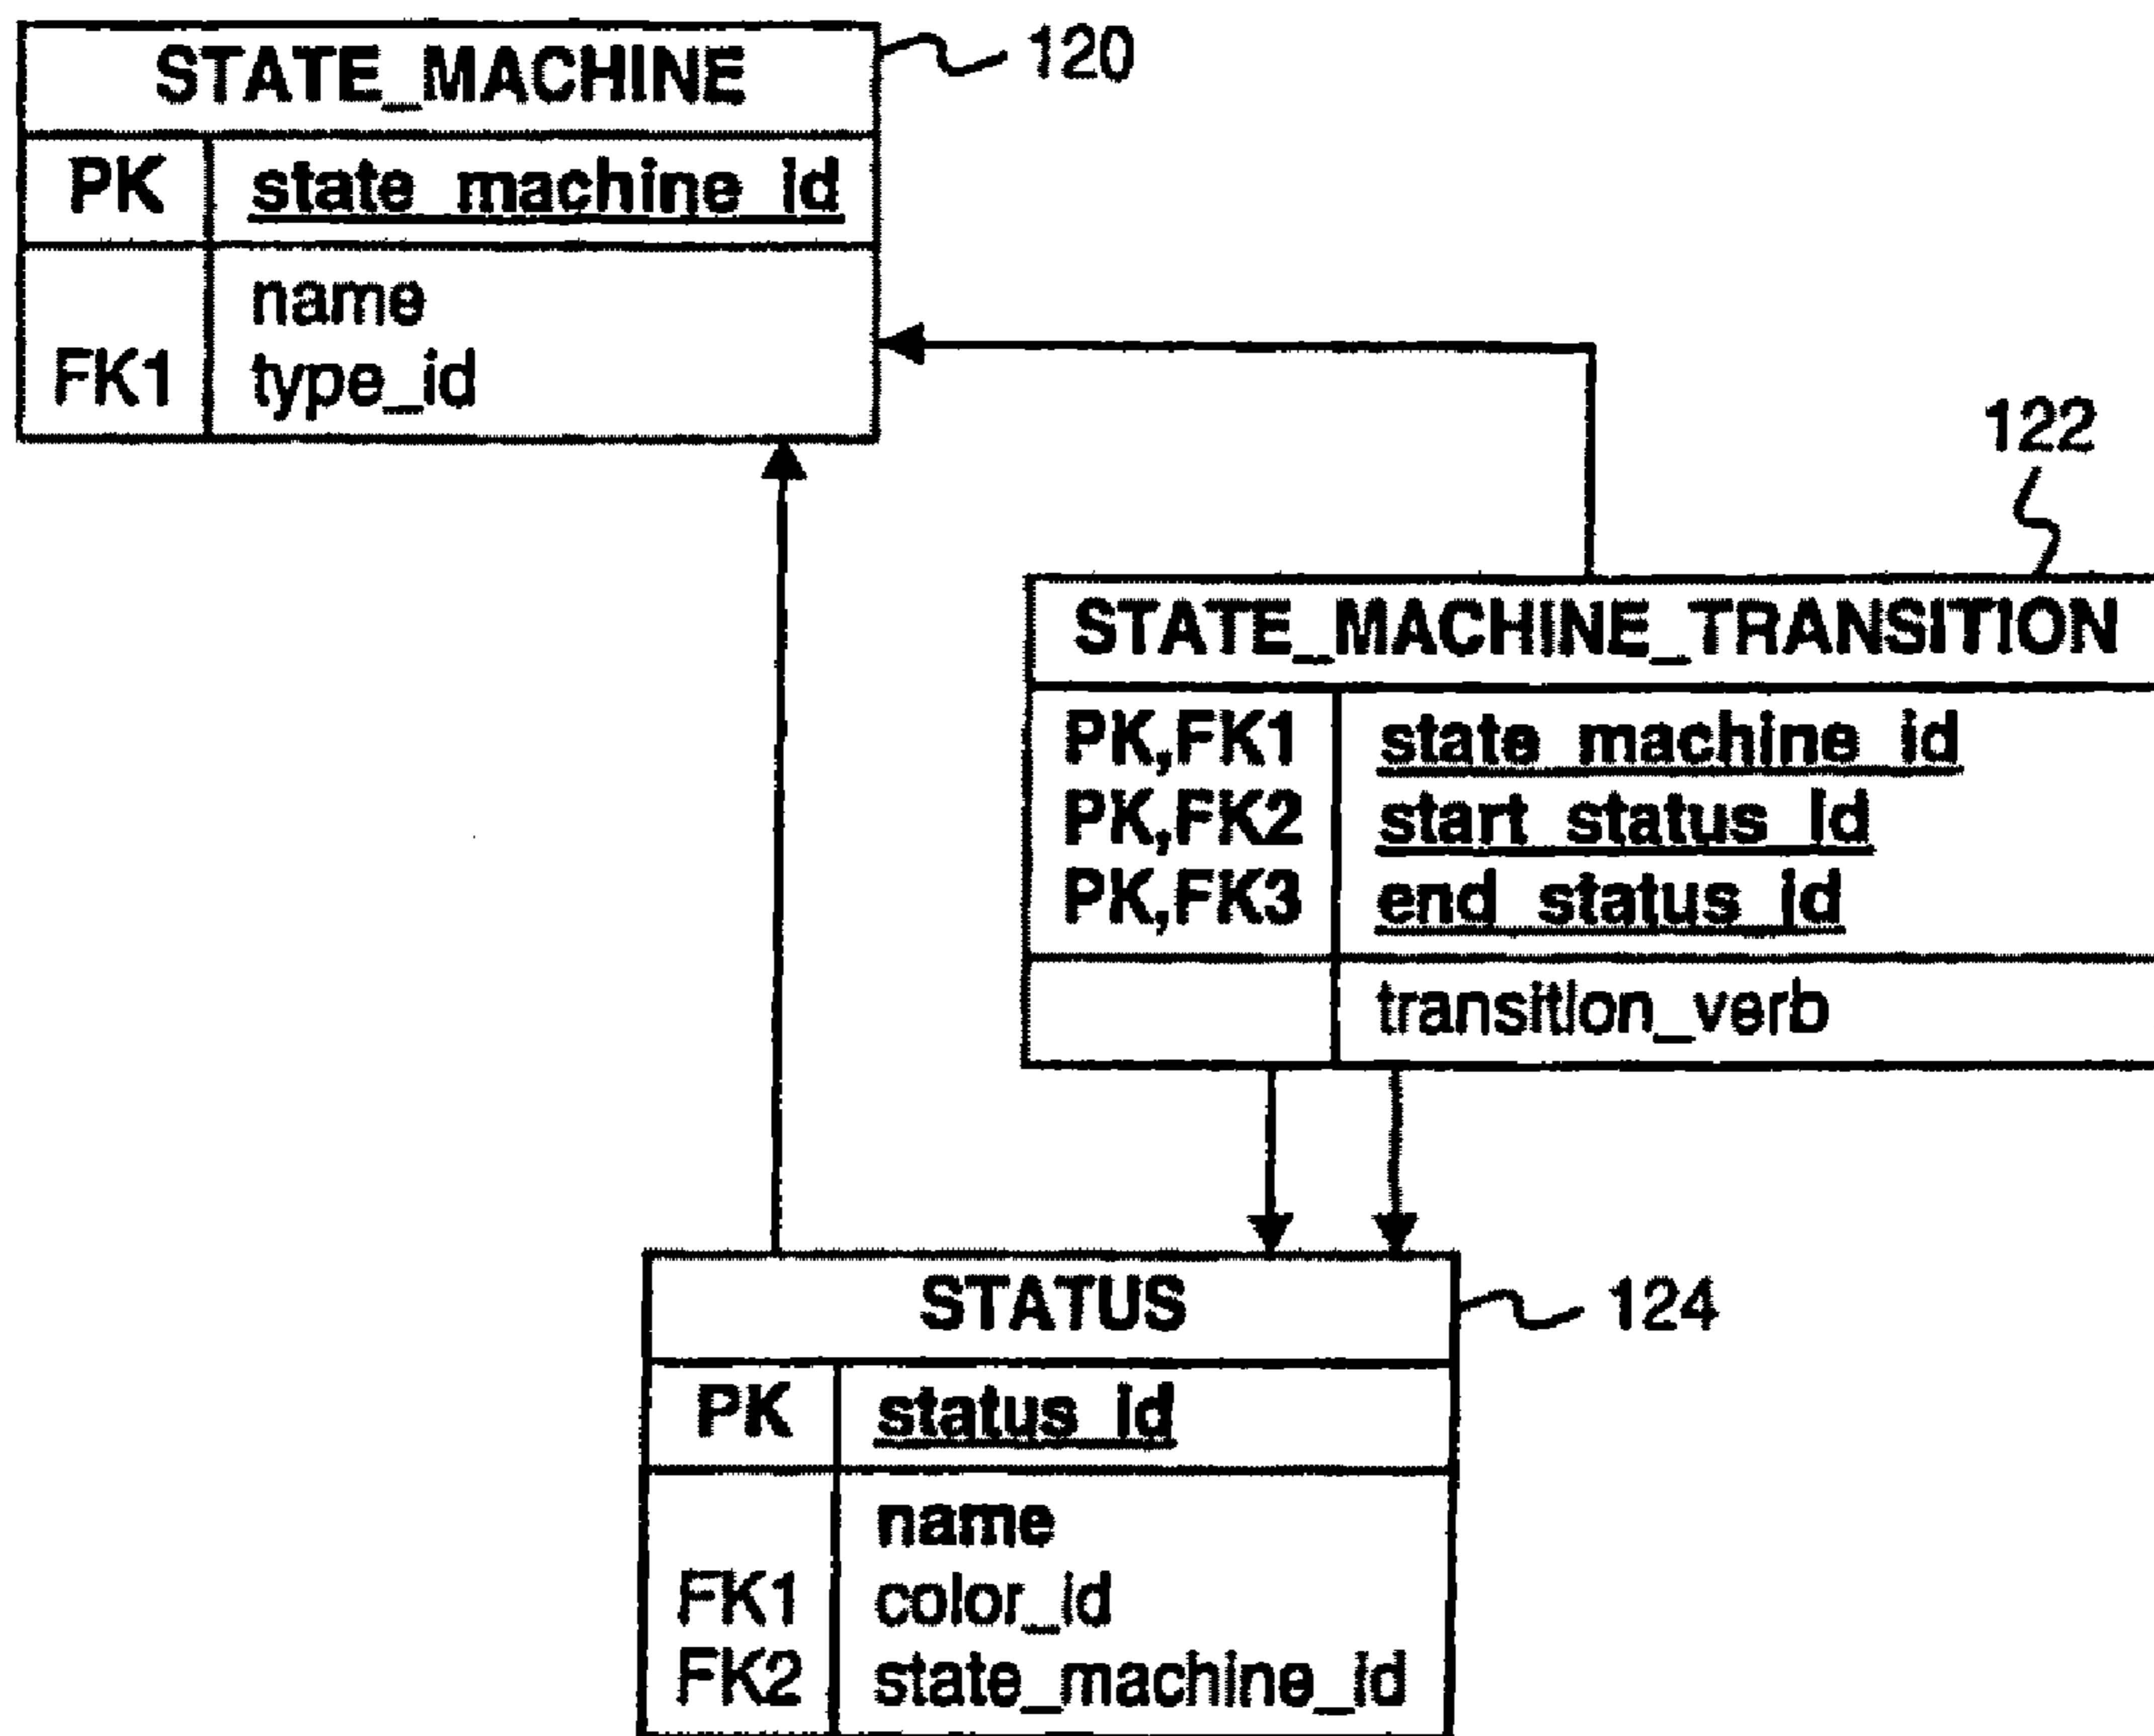 STATE_MACHINE
120
PK state_machine_id
name
FK1 type_id
122
STATE_MACHINE_TRANSITION
PK,FK1 state_machine_id
PK,FK2 start_status_id
PK,FK3 end_status_id
transition_verb
STATUS
124
PK status_id
name
FK1 color_id
FK2 state_machine_id